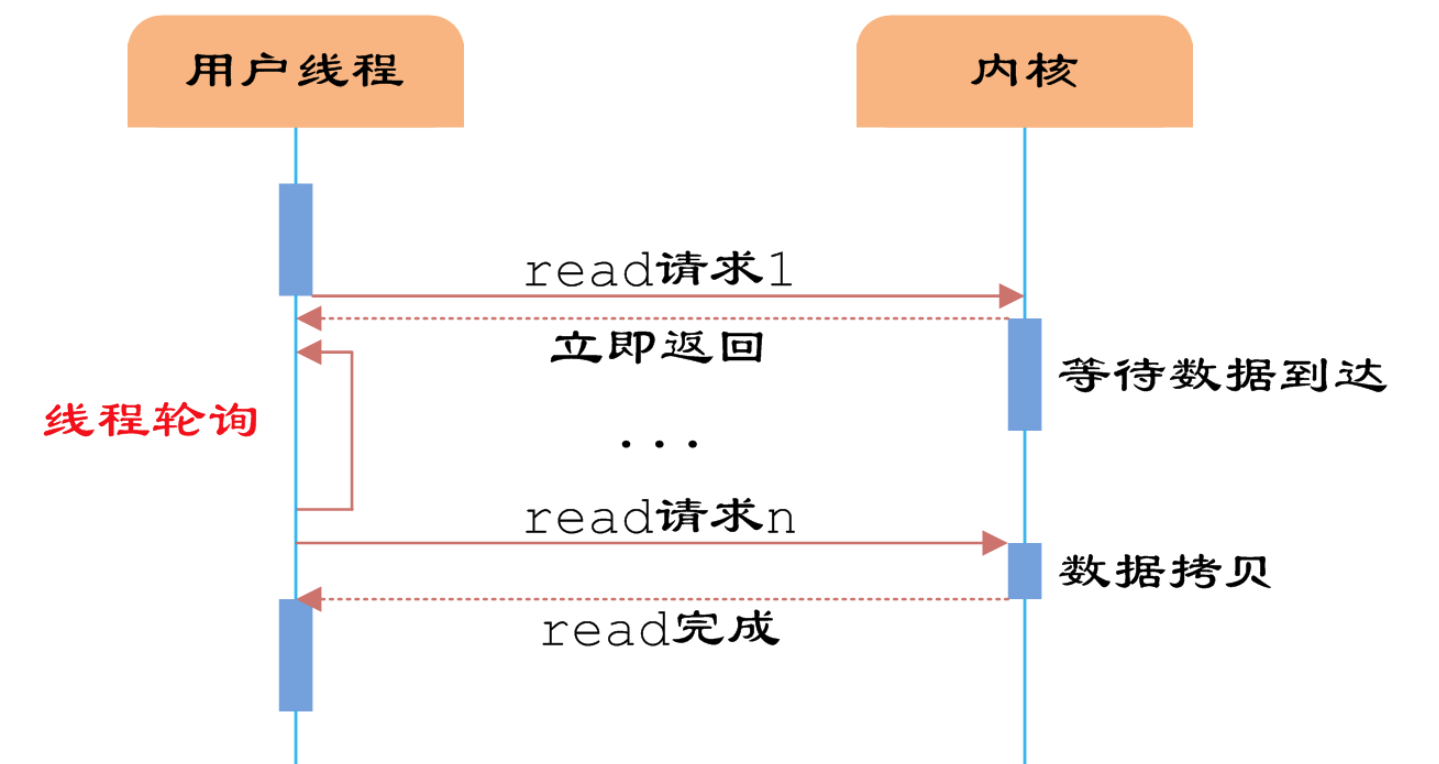 用户线程
内核
read请求1
立即返回
等待数据到达
线程轮询
...
read请求n
数据拷贝
read完成